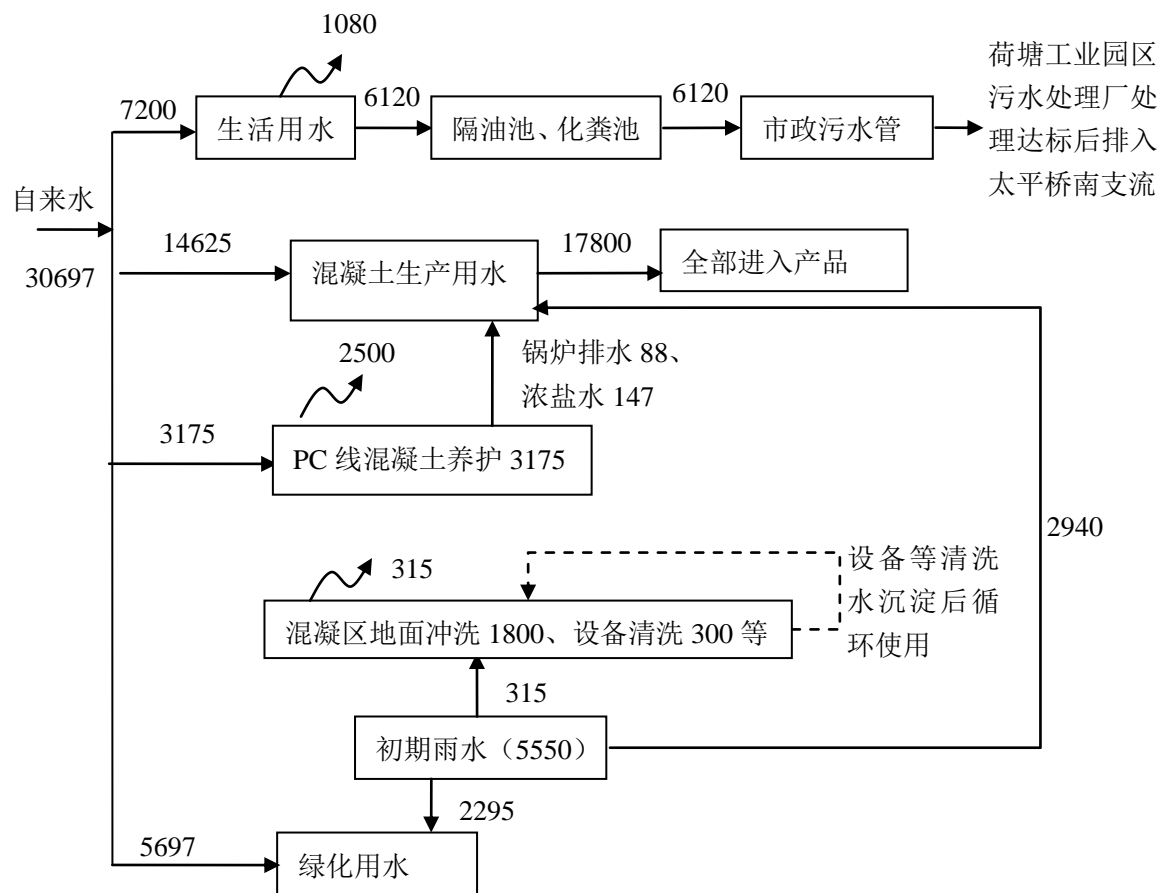 1080
荷塘工业园区
污水处理厂处
理达标后排入
太平桥南支流
7200
生活用水
6120
隔油池、化粪池
6120
市政污水管
自来水
30697
14625
混凝土生产用水
17800
全部进入产品
锅炉排水 88、
浓盐水 147
2500
3175
PC 线混凝土养护 3175
2940
315
设备等清洗
水沉淀后循
环使用
混凝区地面冲洗 1800、设备清洗 300 等
315
初期雨水（5550）
2295
5697
绿化用水